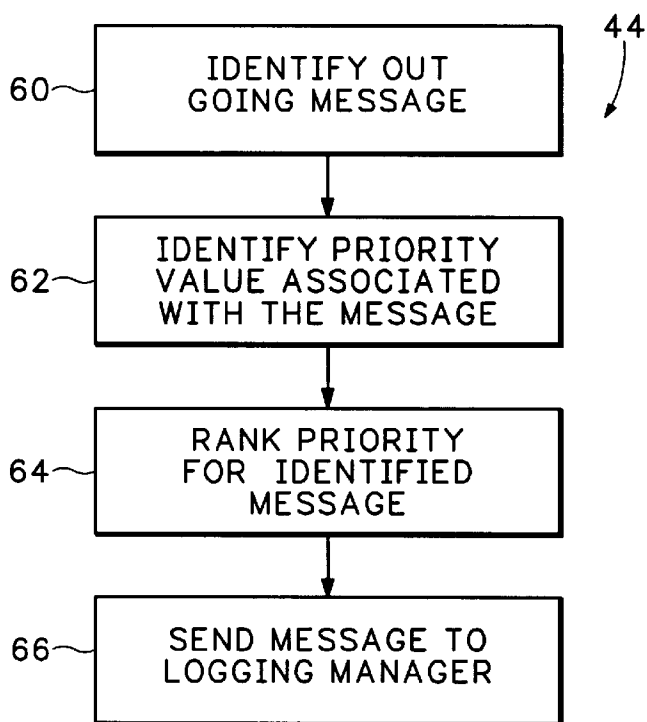 44
60
IDENTIFY OUT
GOING MESSAGE
62
IDENTIFY PRIORITY
VALUE ASSOCIATED
WITH THE MESSAGE
64
RANK PRIORITY
FOR IDENTIFIED
MESSAGE
66
SEND MESSAGE TO
LOGGING MANAGER